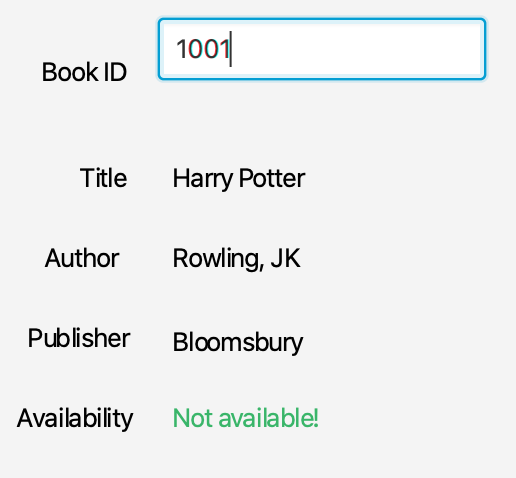 Book ID 1001
Title Harry Potter
Author Rowling, JK
Publisher Bloomsbury
Availability Not available!